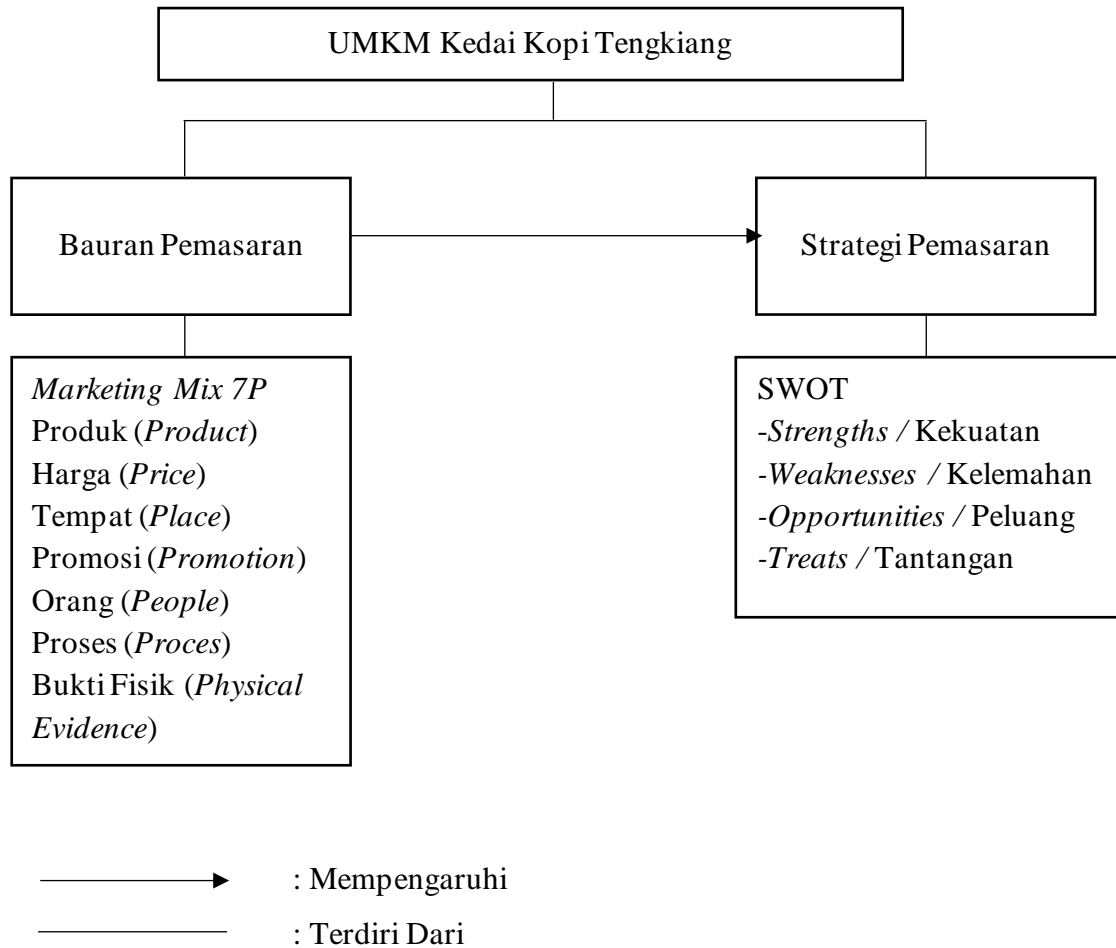 UMKM Kedai Kopi Tengkiang
Bauran Pemasaran
Strategi Pemasaran
Marketing Mix 7P
Produk (Product)
Harga (Price)
Tempat (Place)
Promosi (Promotion)
Orang (People)
Proses (Proces)
Bukti Fisik (Physical
Evidence)
SWOT
-Strengths / Kekuatan
-Weaknesses / Kelemahan
-Opportunities / Peluang
-Treats / Tantangan
: Mempengaruhi
: Terdiri Dari